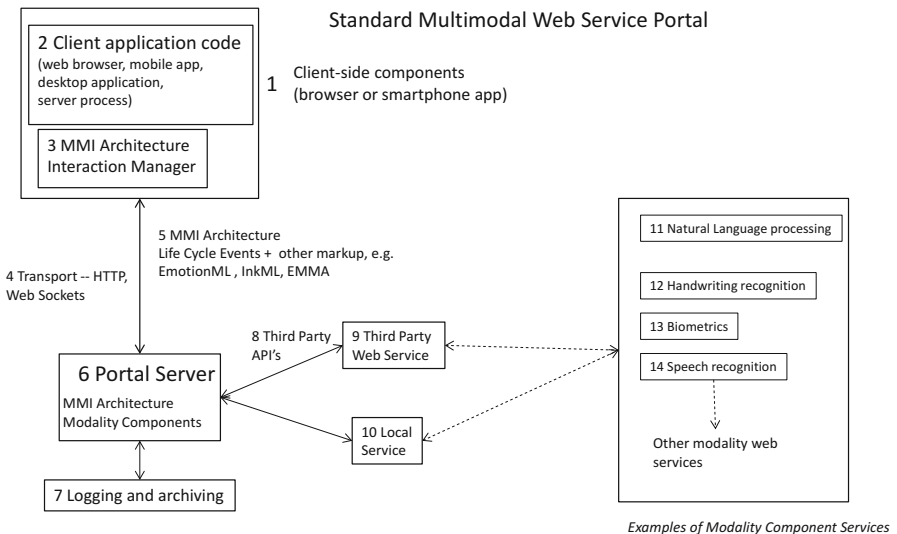 Standard Multimodal Web Service Portal
2 Client application code
(web browser, mobile app,
desktop application,
server process)
1
Client-side components
(browser or smartphone app)
3 MMI Architecture
Interaction Manager
4 Transport -- HTTP,
Web Sockets
5 MMI Architecture
Life Cycle Events + other markup, e.g.
EmotionML , InkML, EMMA
6 Portal Server
MMI Architecture
Modality Components
7 Logging and archiving
8 Third Party
API's
9 Third Party
Web Service
10 Local
Service
11 Natural Language processing
12 Handwriting recognition
13 Biometrics
14 Speech recognition
Other modality web
services
Examples of Modality Component Services